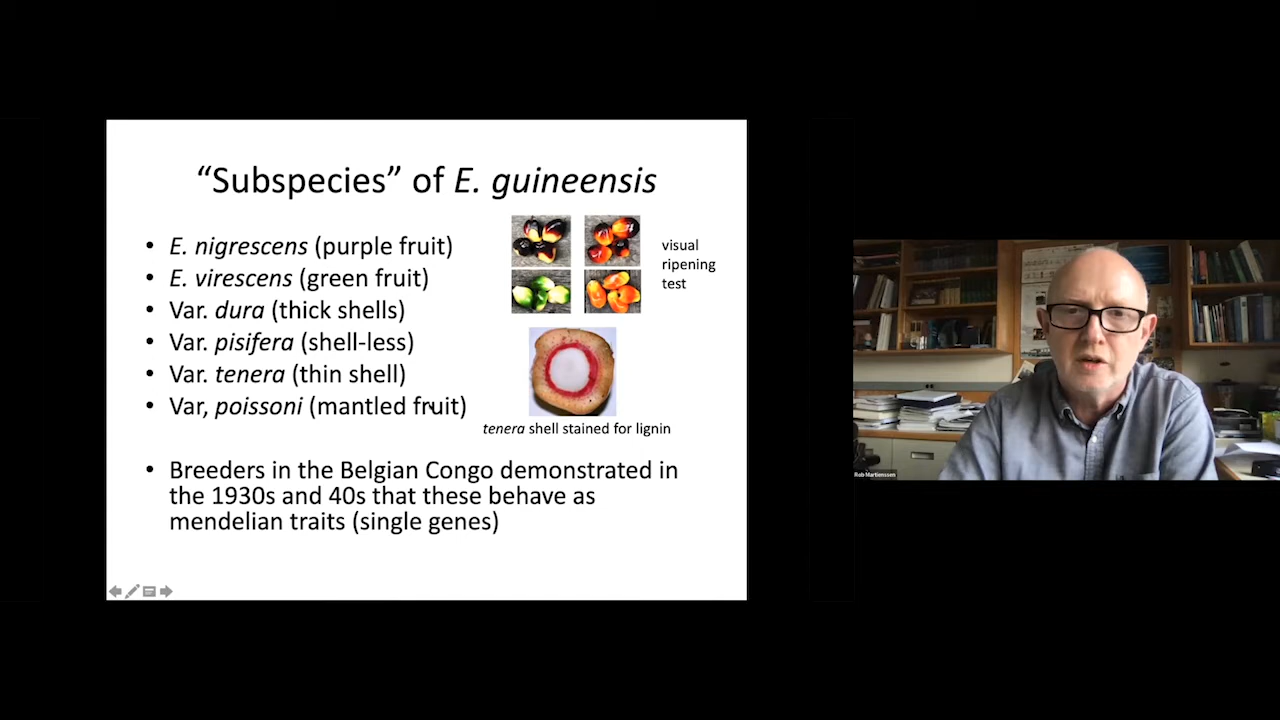 “Subspecies” of E. guineensis
• E. nigrescens (purple fruit)
• E. virescens (green fruit)
• Var. dura (thick shells)
• Var. pisifera (shell-less)
• Var. tenera (thin shell)
• Var, poissoni (mantled fruit)
visual
ripening
test
tenera shell stained for lignin
• Breeders in the Belgian Congo demonstrated in
the 1930s and 40s that these behave as
mendelian traits (single genes)
Rob Martienssen